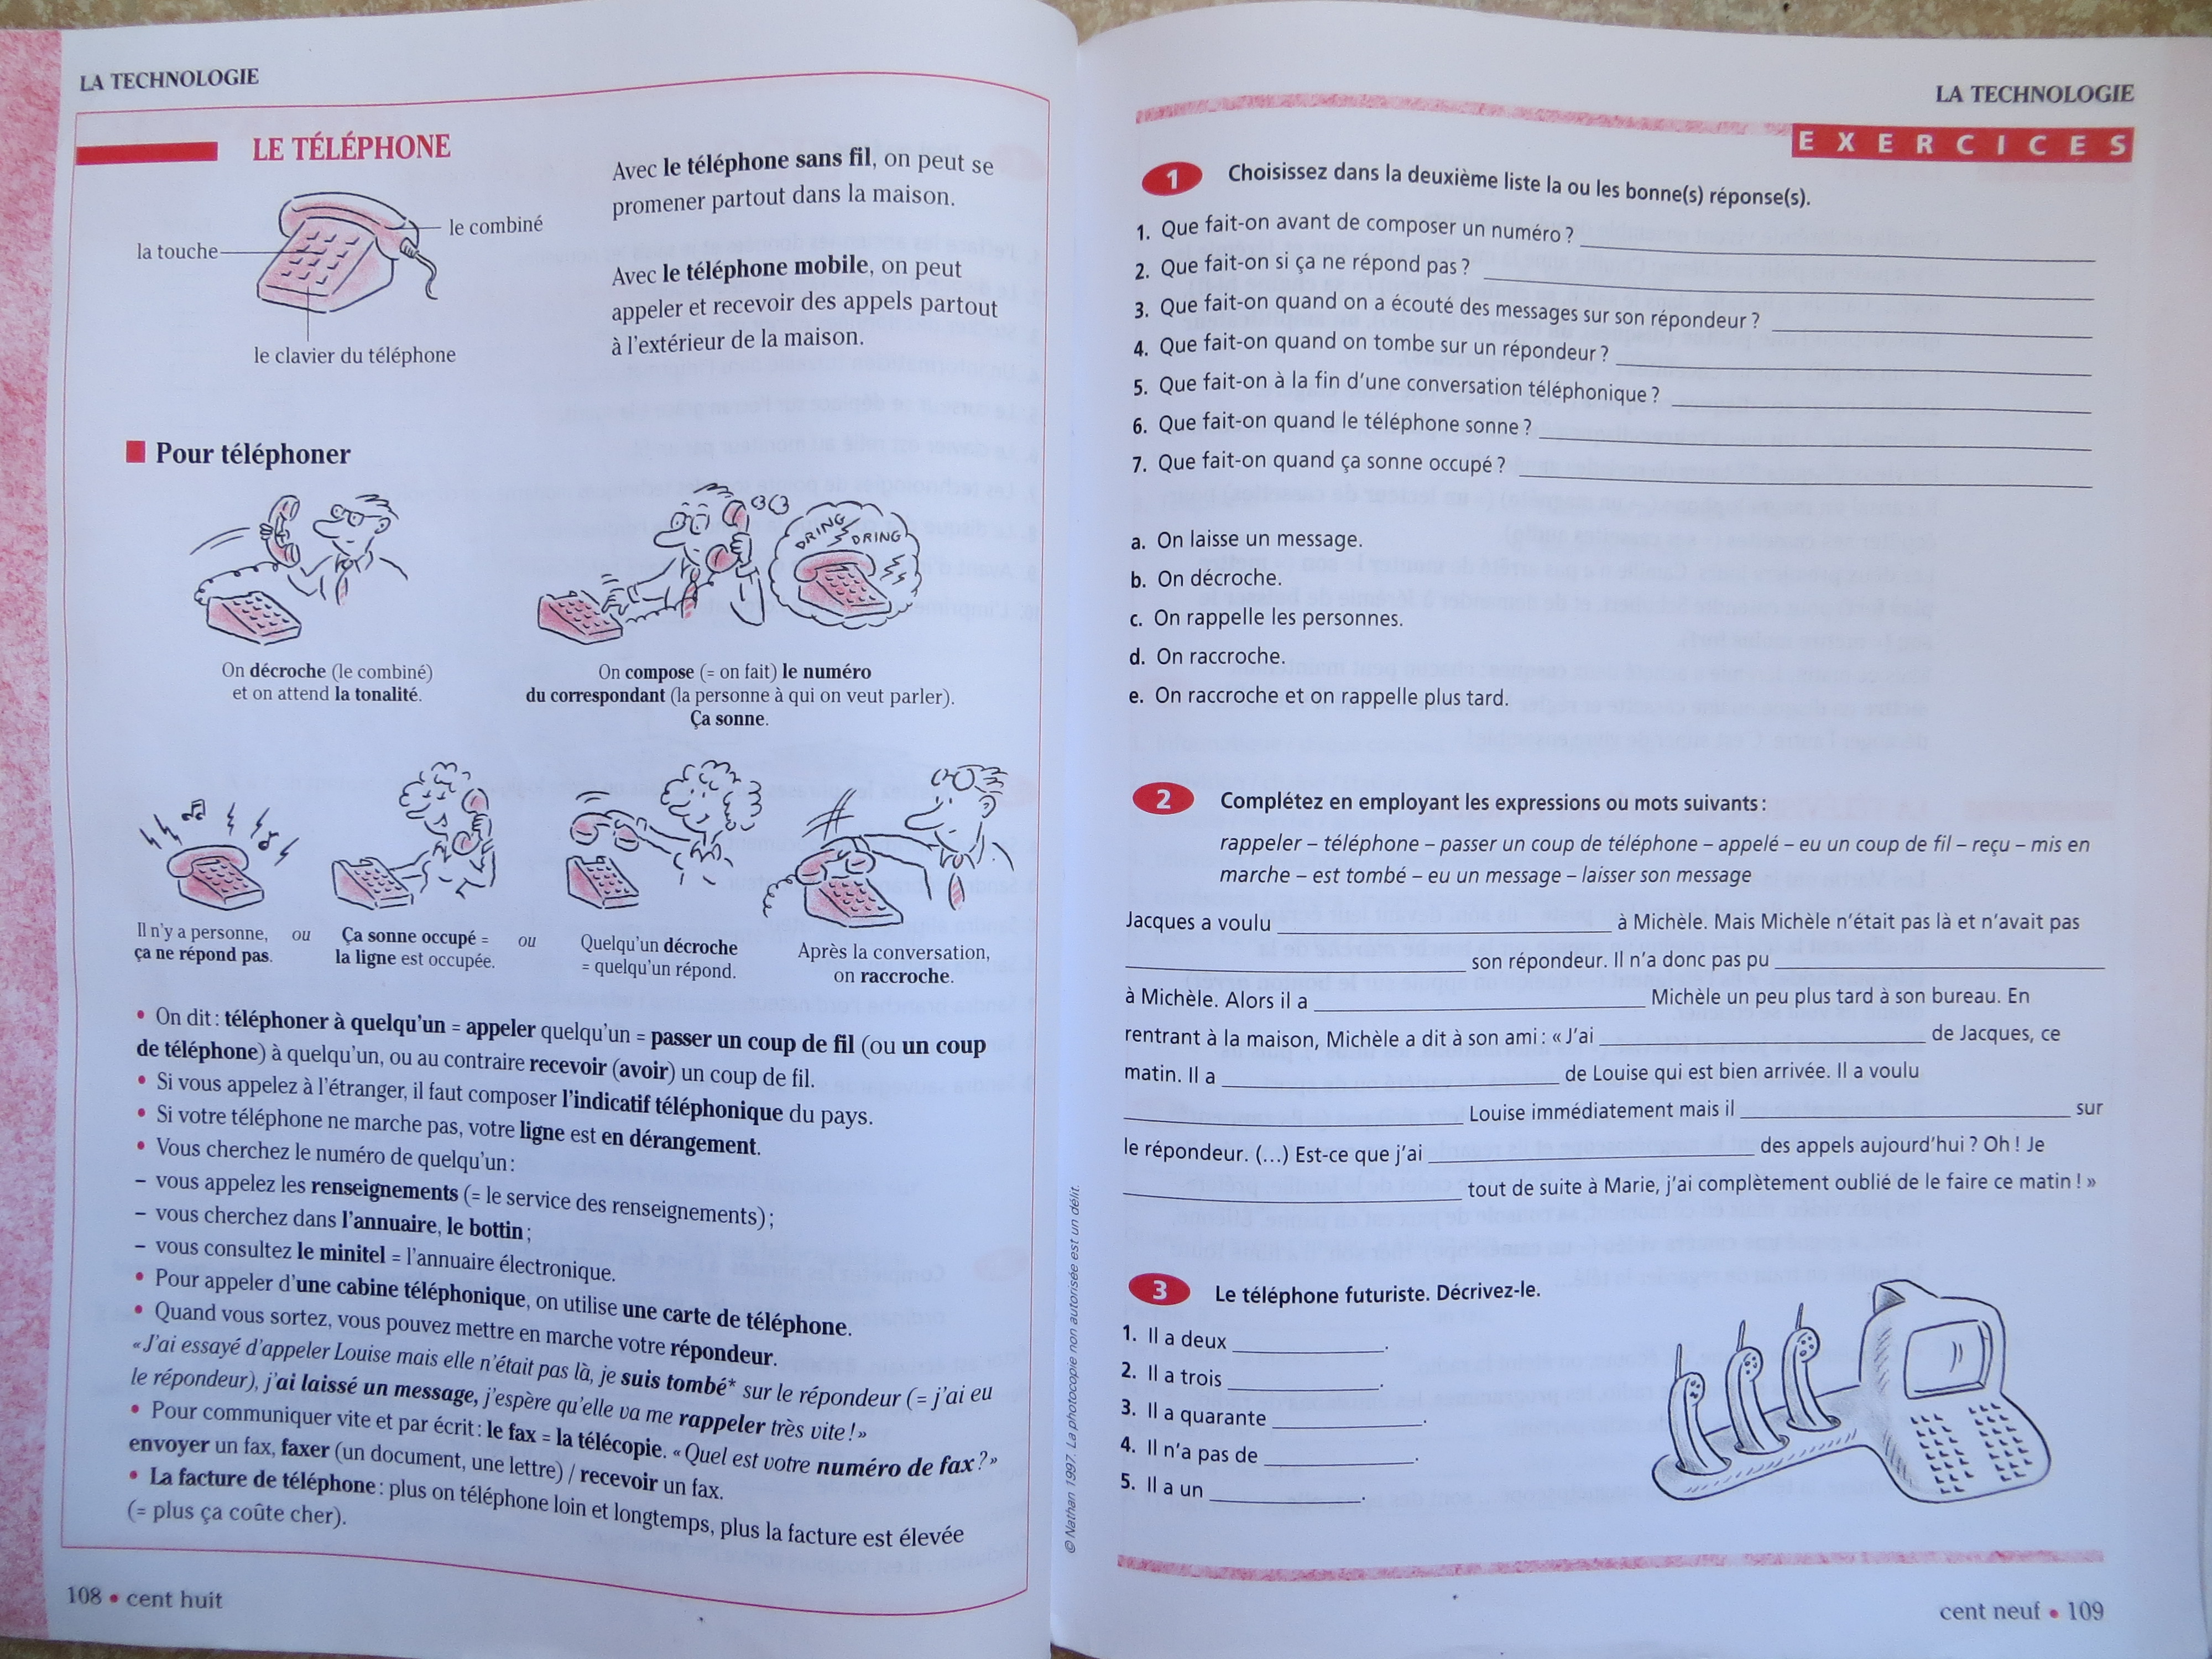 LA TECHNOLOGIE
LE TÉLÉPHONE
la touche
le combiné
le clavier du téléphone
Avec le téléphone sans fil, on peut se
promener partout dans la maison.
Avec le téléphone mobile, on peut
appeler et recevoir des appels partout
à l'extérieur de la maison.
Pour téléphoner
DRING
DRING
On décroche (le combiné)
et on attend la tonalité.
On compose (= on fait) le numéro
du correspondant (la personne à qui on veut parler).
Ça sonne.
Il n'y a personne,
ça ne répond pas.
ou
Ça sonne occupé =
la ligne est occupée.
ou
Quelqu'un décroche
= quelqu'un répond.
Après la conversation,
on raccroche.
• On dit : téléphoner à quelqu'un = appeler quelqu'un = passer un coup de fil (ou un coup
de téléphone) à quelqu'un, ou au contraire recevoir (avoir) un coup de fil.
• Si vous appelez à l'étranger, il faut composer l'indicatif téléphonique du pays.
• Si votre téléphone ne marche pas, votre ligne est en dérangement.
• Vous cherchez le numéro de quelqu'un :
– vous appelez les renseignements (= le service des renseignements) ;
– vous cherchez dans l'annuaire, le bottin ;
– vous consultez le minitel = l'annuaire électronique.
• Pour appeler d'une cabine téléphonique, on utilise une carte de téléphone.
• Quand vous sortez, vous pouvez mettre en marche votre répondeur.
« J'ai essayé d'appeler Louise mais elle n'était pas là, je suis tombé* sur le répondeur (= j'ai eu
le répondeur), j'ai laissé un message, j'espère qu'elle va me rappeler très vite ! »
• Pour communiquer vite et par écrit : le fax = la télécopie. « Quel est votre numéro de fax ? »
envoyer un fax, faxer (un document, une lettre) / recevoir un fax.
• La facture de téléphone : plus on téléphone loin et longtemps, plus la facture est élevée
(= plus ça coûte cher).
108 • cent huit
© Nathan 1997. La photocopie non autorisée est un délit.
LA TECHNOLOGIE
EXERCICES
1 Choisissez dans la deuxième liste la ou les bonne(s) réponse(s).
1. Que fait-on avant de composer un numéro ?
2. Que fait-on si ça ne répond pas ?
3. Que fait-on quand on a écouté des messages sur son répondeur ?
4. Que fait-on quand on tombe sur un répondeur ?
5. Que fait-on à la fin d'une conversation téléphonique ?
6. Que fait-on quand le téléphone sonne ?
7. Que fait-on quand ça sonne occupé ?
a. On laisse un message.
b. On décroche.
c. On rappelle les personnes.
d. On raccroche.
e. On raccroche et on rappelle plus tard.
2 Complétez en employant les expressions ou mots suivants :
rappeler – téléphone – passer un coup de téléphone – appelé – eu un coup de fil – reçu – mis en
marche – est tombé – eu un message – laisser son message
Jacques a voulu ____ à Michèle. Mais Michèle n'était pas là et n'avait pas
____ son répondeur. Il n'a donc pas pu ____
à Michèle. Alors il a ____ Michèle un peu plus tard à son bureau. En
rentrant à la maison, Michèle a dit à son ami : « J'ai ____ de Jacques, ce
matin. Il a ____ de Louise qui est bien arrivée. Il a voulu
____ Louise immédiatement mais il ____ sur
le répondeur. (…) Est-ce que j'ai ____ des appels aujourd'hui ? Oh ! Je
____ tout de suite à Marie, j'ai complètement oublié de le faire ce matin ! »
3 Le téléphone futuriste. Décrivez-le.
1. Il a deux ____.
2. Il a trois ____.
3. Il a quarante ____.
4. Il n'a pas de ____.
5. Il a un ____.
cent neuf • 109